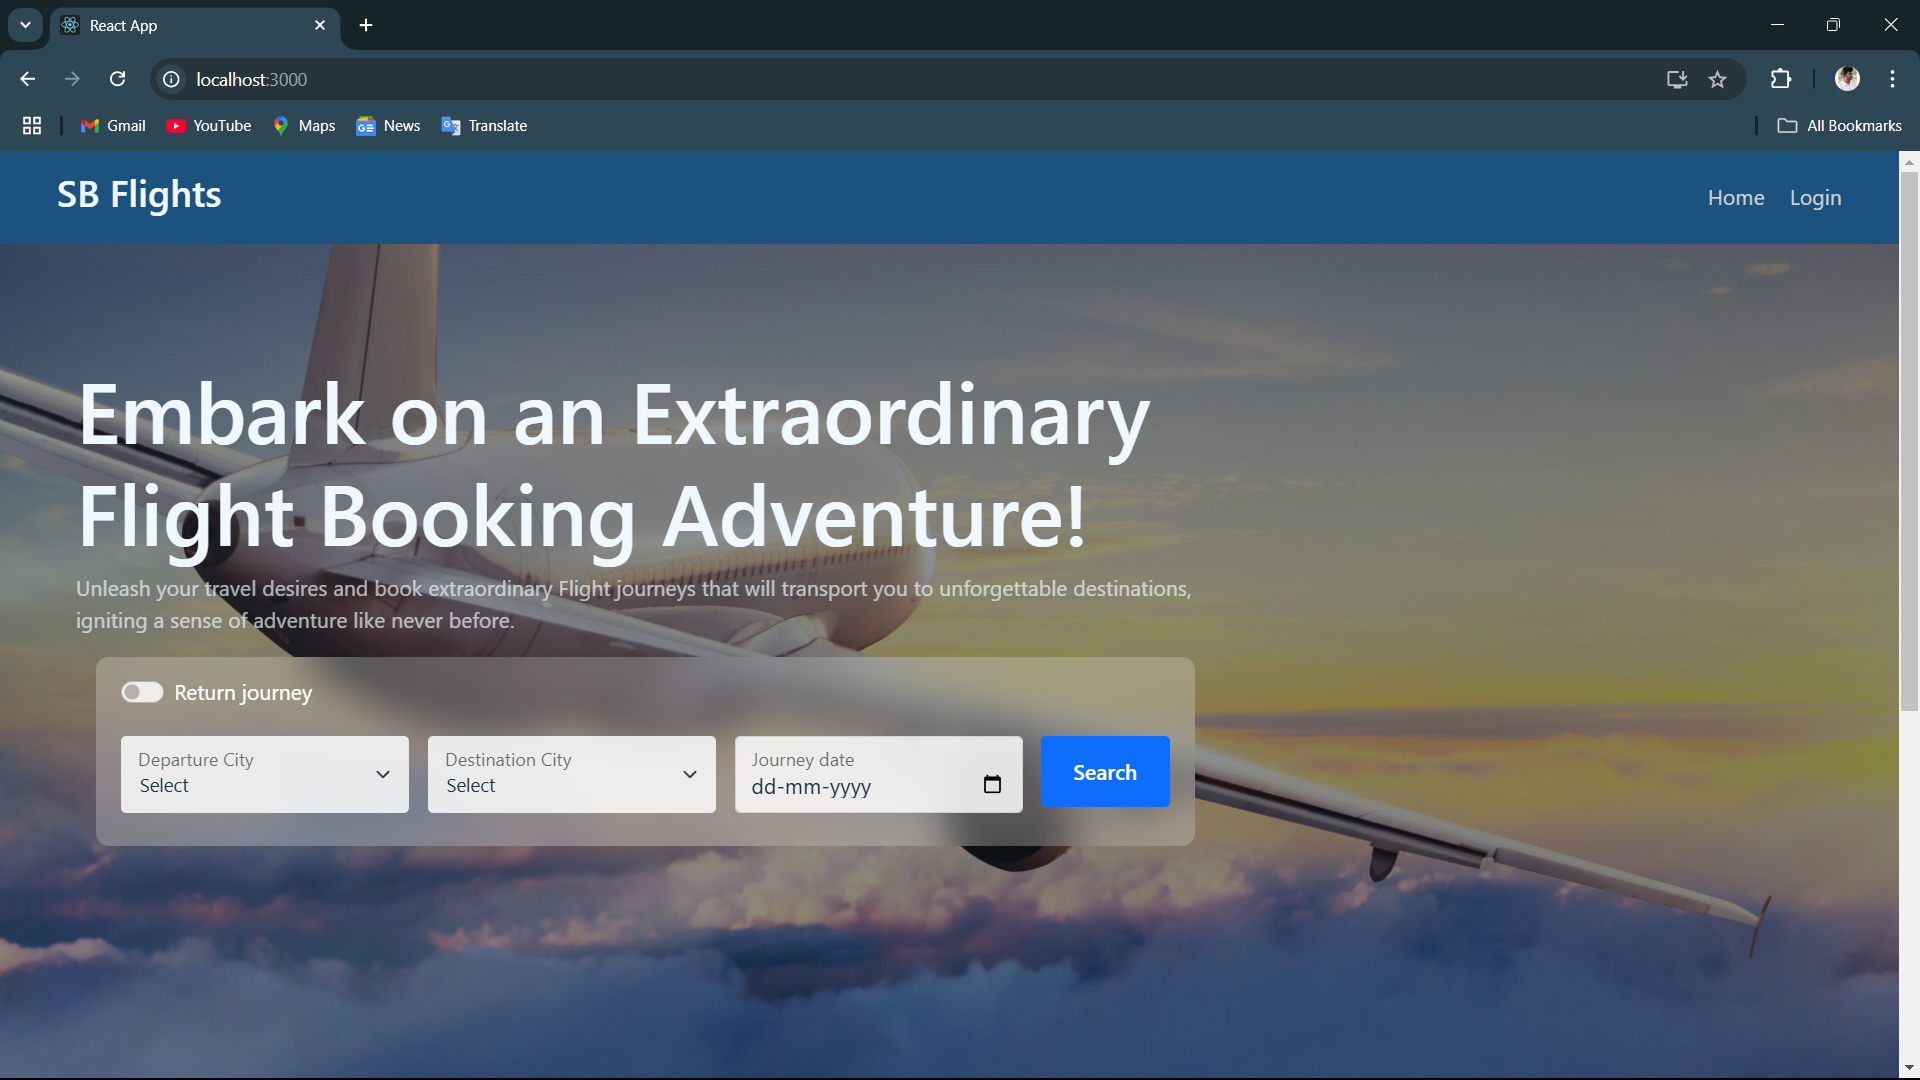 React App
localhost:3000
Gmail
YouTube
Maps
News
Translate
All Bookmarks
SB Flights
Home
Login
Embark on an Extraordinary
Flight Booking Adventure!
Unleash your travel desires and book extraordinary Flight journeys that will transport you to unforgettable destinations,
igniting a sense of adventure like never before.
Return journey
Departure City
Select
Destination City
Select
Journey date
dd-mm-yyyy
Search